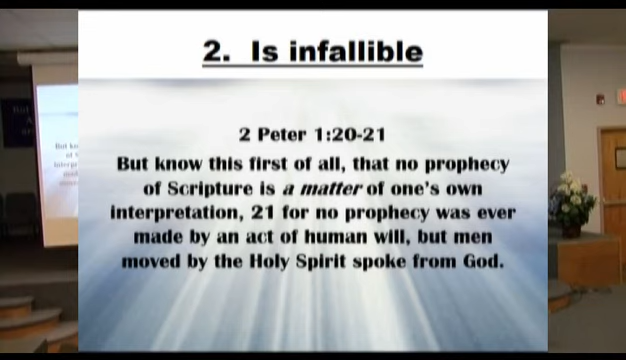 2. Is infallible
2 Peter 1:20-21
But know this first of all, that no prophecy
of Scripture is a matter of one's own
interpretation, 21 for no prophecy was ever
made by an act of human will, but men
moved by the Holy Spirit spoke from God.